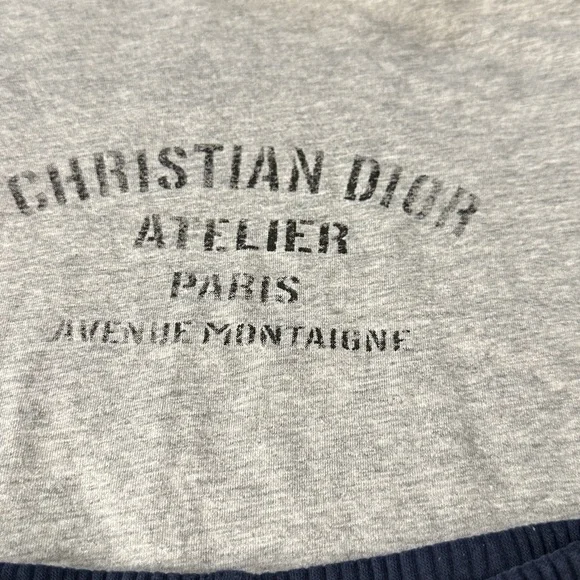 CHRISTIAN DIOR
ATELIER
PARIS
AVENUE MONTAIGNE